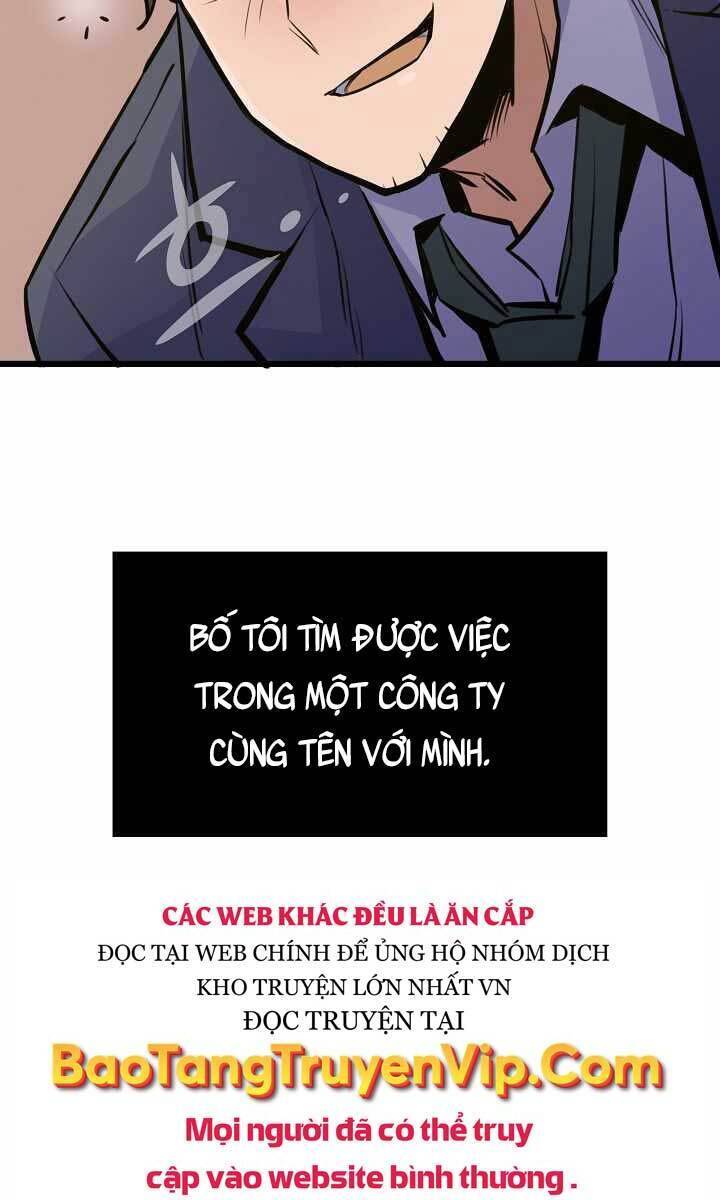 BỐ TÔI TÌM ĐƯỢC VIỆC
TRONG MỘT CÔNG TY
CÙNG TÊN VỚI MÌNH.
CÁC WEB KHÁC ĐỀU LÀ ĂN CẮP
ĐỌC TẠI WEB CHÍNH ĐỂ ỦNG HỘ NHÓM DỊCH
KHO TRUYỆN LỚN NHẤT VN
ĐỌC TRUYỆN TẠI
BaoTangTruyenVip.Com
Mọi người đã có thể truy
cập vào website bình thường .